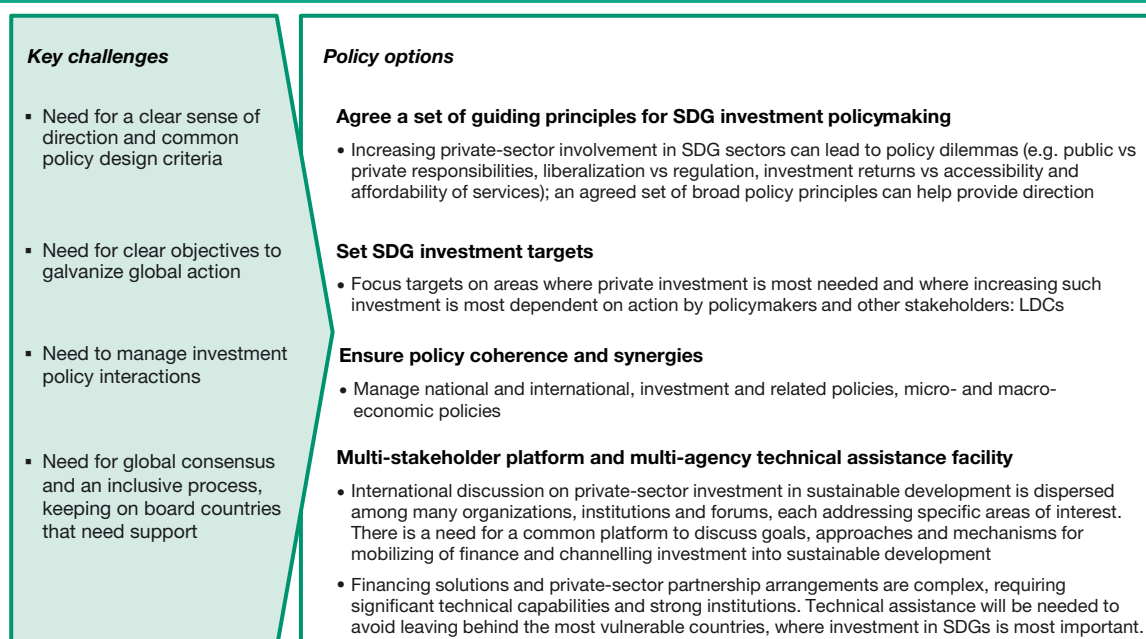 Key challenges
▪ Need for a clear sense of
direction and common
policy design criteria
▪ Need for clear objectives to
galvanize global action
▪ Need to manage investment
policy interactions
▪ Need for global consensus
and an inclusive process,
keeping on board countries
that need support
Policy options
Agree a set of guiding principles for SDG investment policymaking
• Increasing private-sector involvement in SDG sectors can lead to policy dilemmas (e.g. public vs
private responsibilities, liberalization vs regulation, investment returns vs accessibility and
affordability of services); an agreed set of broad policy principles can help provide direction
Set SDG investment targets
• Focus targets on areas where private investment is most needed and where increasing such
investment is most dependent on action by policymakers and other stakeholders: LDCs
Ensure policy coherence and synergies
• Manage national and international, investment and related policies, micro- and macro-
economic policies
Multi-stakeholder platform and multi-agency technical assistance facility
• International discussion on private-sector investment in sustainable development is dispersed
among many organizations, institutions and forums, each addressing specific areas of interest.
There is a need for a common platform to discuss goals, approaches and mechanisms for
mobilizing of finance and channelling investment into sustainable development
• Financing solutions and private-sector partnership arrangements are complex, requiring
significant technical capabilities and strong institutions. Technical assistance will be needed to
avoid leaving behind the most vulnerable countries, where investment in SDGs is most important.